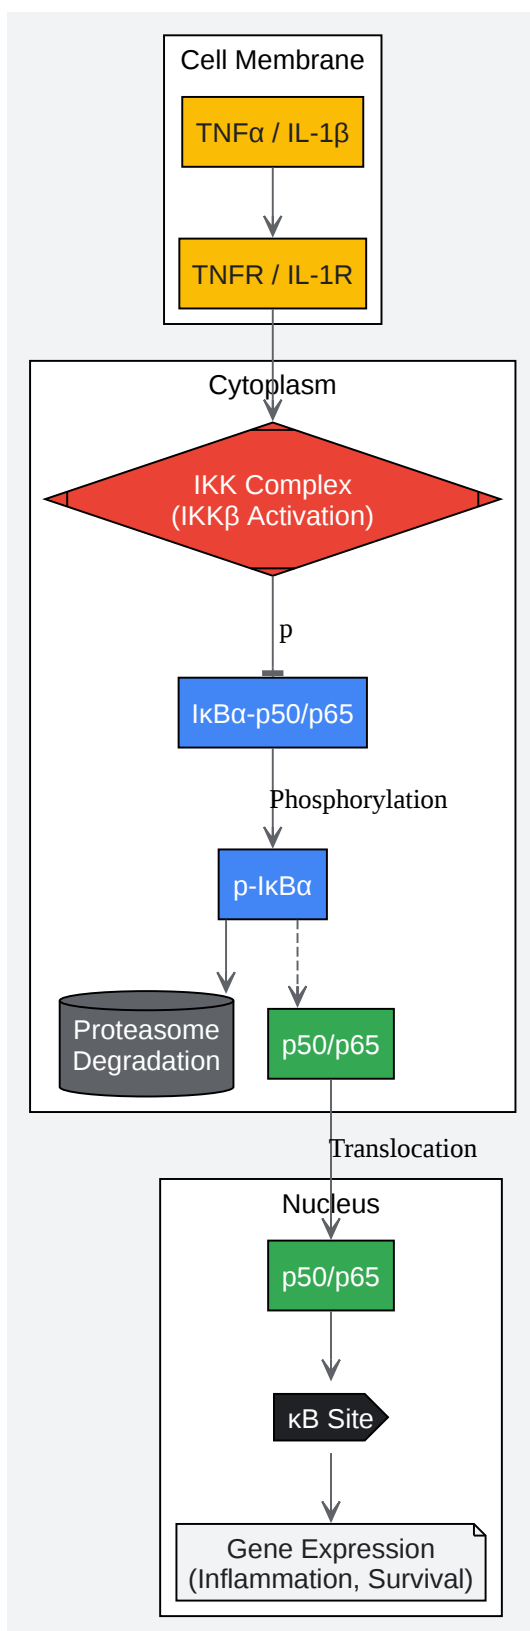 Cell Membrane
TNFα / IL-1β
TNFR / IL-1R
Cytoplasm
IKK Complex
(IKKβ Activation)
p
IκBα-p50/p65
Phosphorylation
p-IκBα
Proteasome
Degradation
p50/p65
Translocation
Nucleus
p50/p65
κB Site
Gene Expression
(Inflammation, Survival)